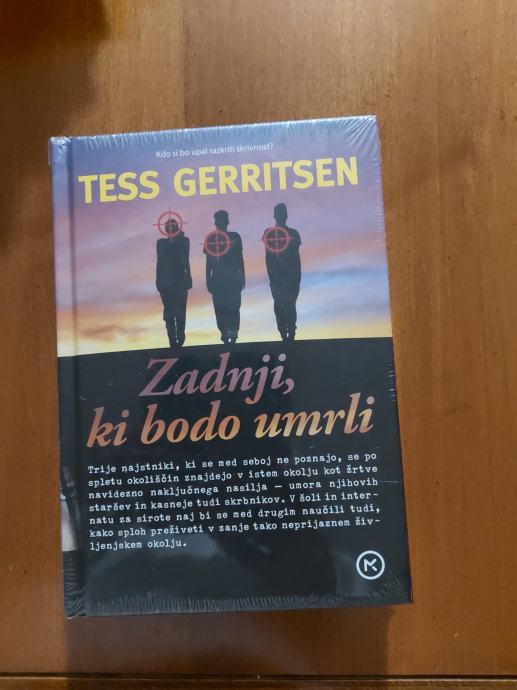 Kdo si bo upal razkriti skrivnost?
TESS GERRITSEN
Zadnji,
ki bodo umrli
Trije najstniki, ki se med seboj ne poznajo, se po
spletu okoliščin znajdejo v istem okolju kot žrtve
navidezno naključnega nasilja – umora njihovih
staršev in kasneje tudi skrbnikov. V šoli in inter-
natu za sirote naj bi se med drugim naučili tudi,
kako sploh preživeti v zanje tako neprijaznem živ-
ljenjskem okolju.